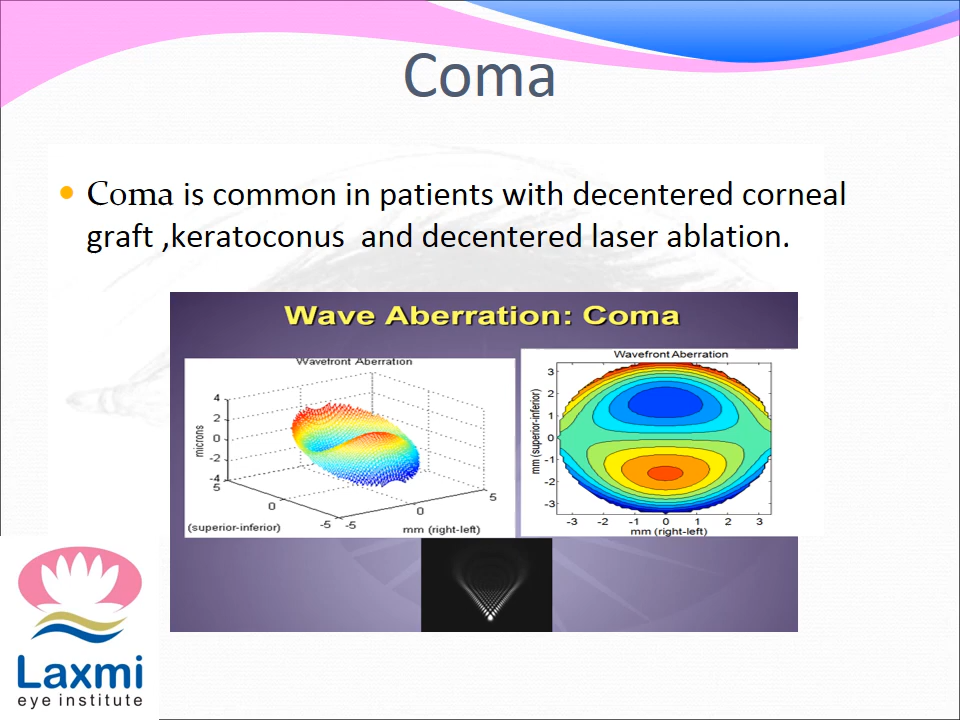 Coma
Coma is common in patients with decentered corneal
graft ,keratoconus and decentered laser ablation.
Wave Aberration: Coma
Wavefront Aberration
4
2
0
-2
-4
microns
5
0
-5
(superior-inferior)
-5
0
5
mm (right-left)
Wavefront Aberration
3
2
1
0
-1
-2
-3
mm (superior-inferior)
-3 -2 -1 0 1 2 3
mm (right-left)
Laxmi
eye institute